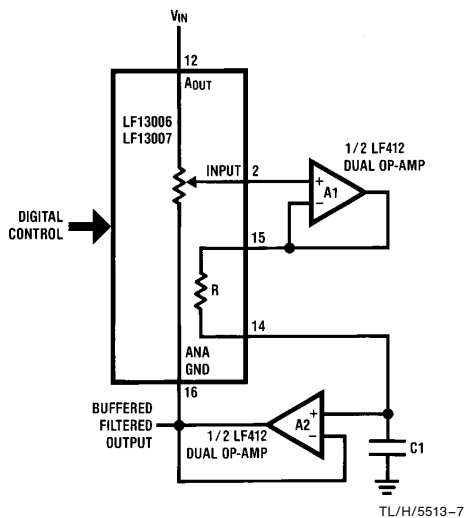 VIN
12
AOUT
LF13006
LF13007
INPUT
2
1/2 LF412
DUAL OP-AMP
+
A1
−
DIGITAL
CONTROL
15
R
14
ANA
GND
16
BUFFERED
FILTERED
OUTPUT
1/2 LF412
DUAL OP-AMP
A2
+
−
C1
TL/H/5513–7